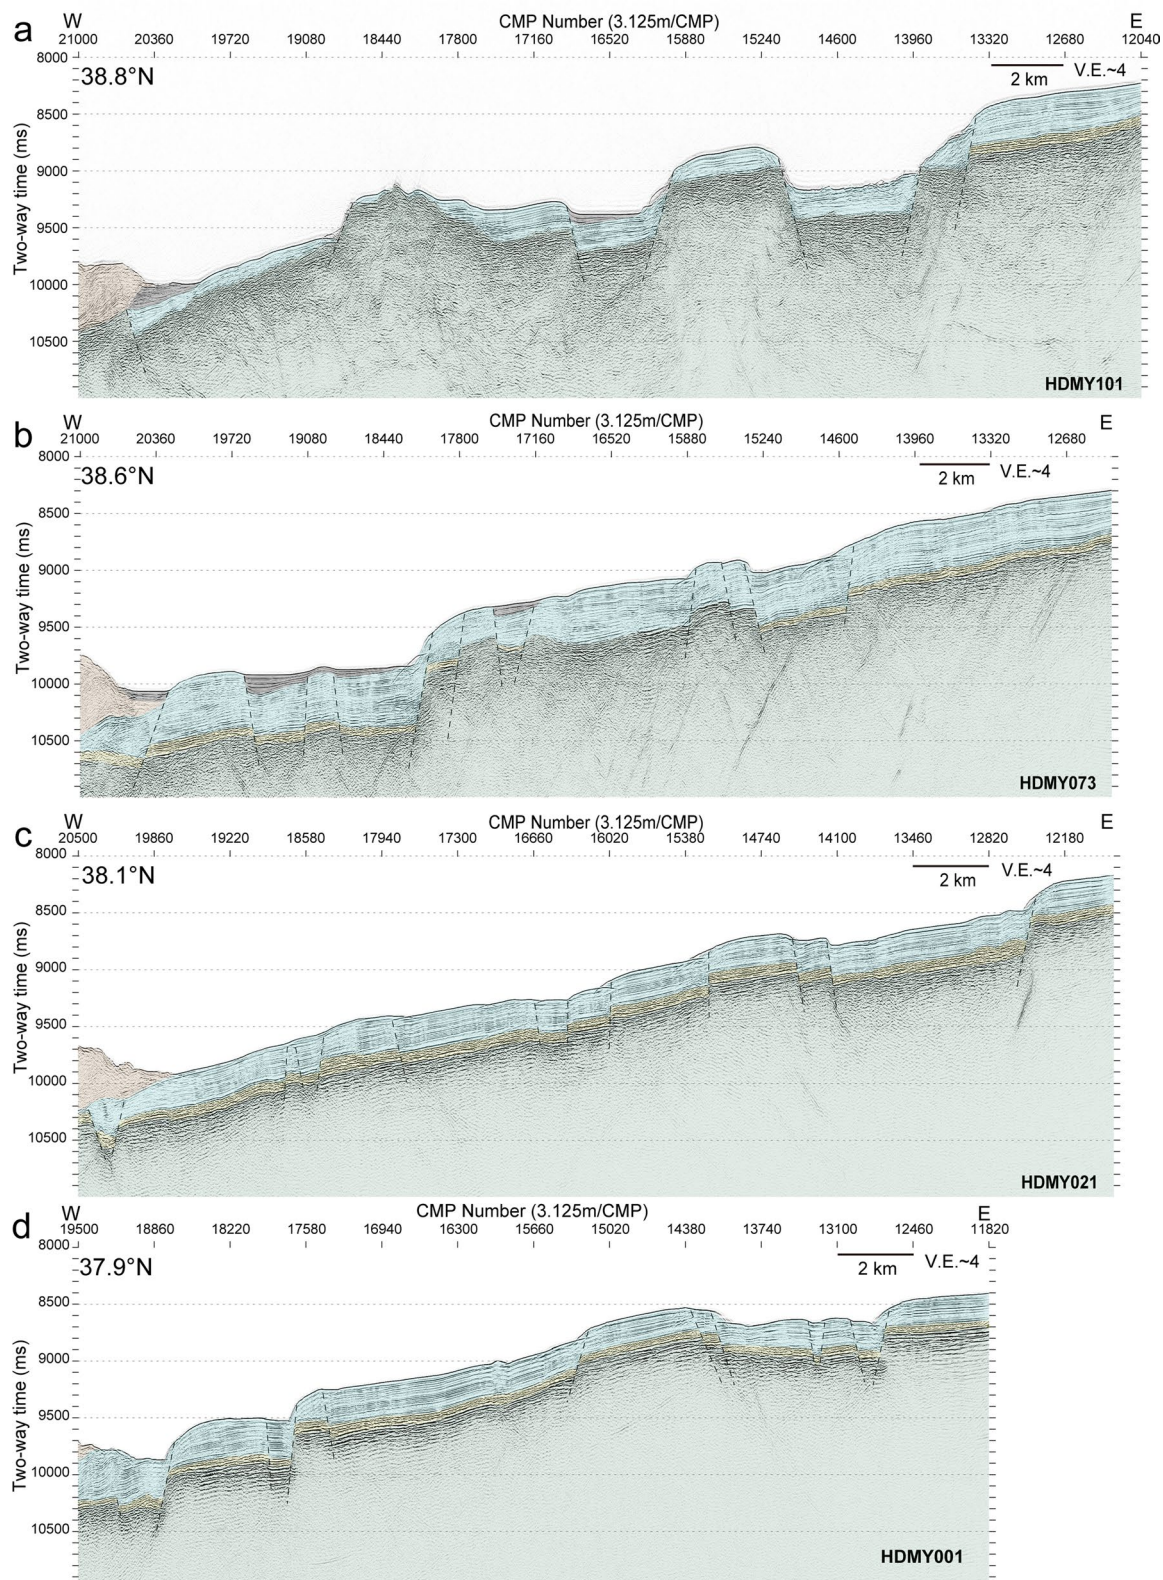 a
W
CMP Number (3.125m/CMP)
E
21000 20360 19720 19080 18440 17800 17160 16520 15880 15240 14600 13960 13320 12680 12040
8000
38.8°N
2 km
V.E.~4
8500
9000
9500
10000
10500
Two-way time (ms)
HDMY101
b
W
CMP Number (3.125m/CMP)
E
21000 20360 19720 19080 18440 17800 17160 16520 15880 15240 14600 13960 13320 12680
8000
38.6°N
2 km
V.E.~4
8500
9000
9500
10000
10500
Two-way time (ms)
HDMY073
c
W
CMP Number (3.125m/CMP)
E
20500 19860 19220 18580 17940 17300 16660 16020 15380 14740 14100 13460 12820 12180
8000
38.1°N
2 km
V.E.~4
8500
9000
9500
10000
10500
Two-way time (ms)
HDMY021
d
W
CMP Number (3.125m/CMP)
E
19500 18860 18220 17580 16940 16300 15660 15020 14380 13740 13100 12460 11820
8000
37.9°N
2 km
V.E.~4
8500
9000
9500
10000
10500
Two-way time (ms)
HDMY001